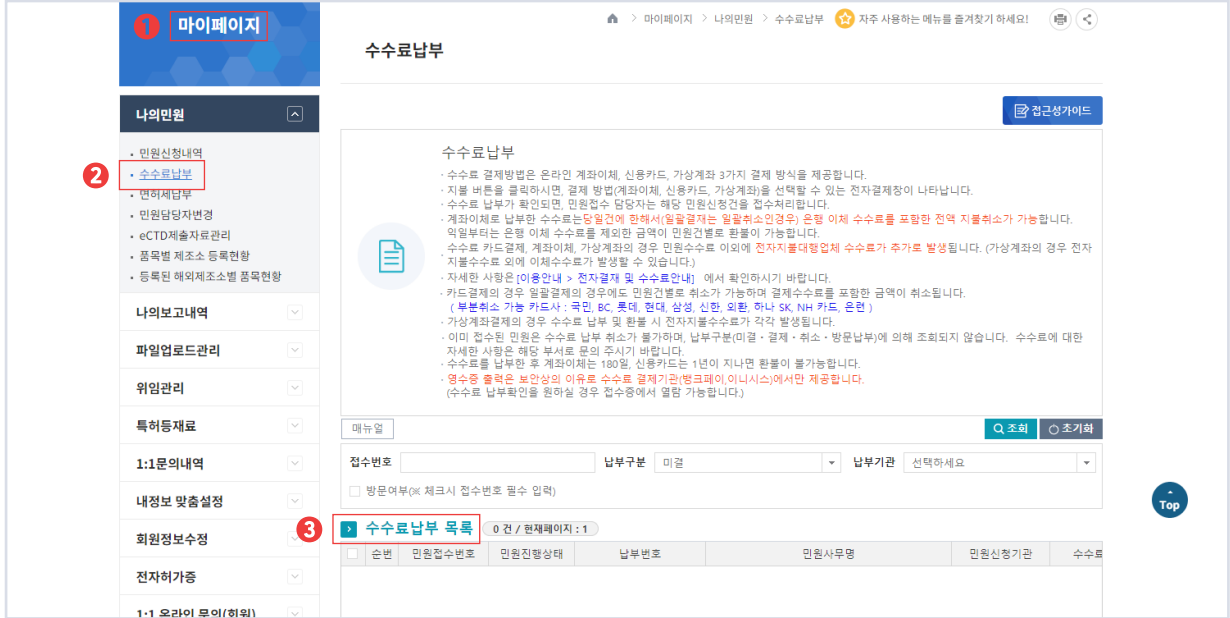 1 마이페이지
> 마이페이지 > 나의민원 > 수수료납부 자주 사용하는 메뉴를 즐겨찾기 하세요!
수수료납부
나의민원
접근성가이드
· 민원신청내역
2 · 수수료납부
· 면허세납부
· 민원담당자변경
· eCTD제출자료관리
· 품목별 제조소 등록현황
· 등록된 해외제조소별 품목현황
나의보고내역
파일업로드관리
위임관리
특허등재료
1:1문의내역
내정보 맞춤설정
회원정보수정
전자허가증
1:1 온라인 문의(회원)
수수료납부
· 수수료 결제방법은 온라인 계좌이체, 신용카드, 가상계좌 3가지 결제 방식을 제공합니다.
· 지불 버튼을 클릭하시면, 결제 방법(계좌이체, 신용카드, 가상계좌)을 선택할 수 있는 전자결제창이 나타납니다.
· 수수료 납부가 확인되면, 민원접수 담당자는 해당 민원신청건을 접수처리합니다.
· 계좌이체로 납부한 수수료는당일건에 한해서(일괄결재는 일괄취소인경우) 은행 이체 수수료를 포함한 전액 지불취소가 가능합니다.
익일부터는 은행 이체 수수료를 제외한 금액이 민원건별로 환불이 가능합니다.
· 수수료 카드결제, 계좌이체, 가상계좌의 경우 민원수수료 이외에 전자지불대행업체 수수료가 추가로 발생됩니다. (가상계좌의 경우 전자
지불수수료 외에 이체수수료가 발생할 수 있습니다.)
· 자세한 사항은[이용안내 > 전자결재 및 수수료안내] 에서 확인하시기 바랍니다.
· 카드결제의 경우 일괄결제의 경우에도 민원건별로 취소가 가능하며 결제수수료를 포함한 금액이 취소됩니다.
( 부분취소 가능 카드사 : 국민, BC, 롯데, 현대, 삼성, 신한, 외환, 하나 SK, NH 카드, 은련 )
· 가상계좌결제의 경우 수수료 납부 및 환불 시 전자지불수수료가 각각 발생됩니다.
· 이미 접수된 민원은 수수료 납부 취소가 불가하며, 납부구분(미결・결제・취소・방문납부)에 의해 조회되지 않습니다. 수수료에 대한
자세한 사항은 해당 부서로 문의 주시기 바랍니다.
· 수수료를 납부한 후 계좌이체는 180일, 신용카드는 1년이 지나면 환불이 불가능합니다.
· 영수증 출력은 보안상의 이유로 수수료 결제기관(뱅크페이,이니시스)에서만 제공합니다.
(수수료 납부확인을 원하실 경우 접수증에서 열람 가능합니다.)
매뉴얼 조회 초기화
접수번호 납부구분 미결 납부기관 선택하세요
방문여부(※ 체크시 접수번호 필수 입력)
Top
3 수수료납부 목록 0 건 / 현재페이지 : 1
순번 민원접수번호 민원진행상태 납부번호 민원사무명 민원신청기관 수수료